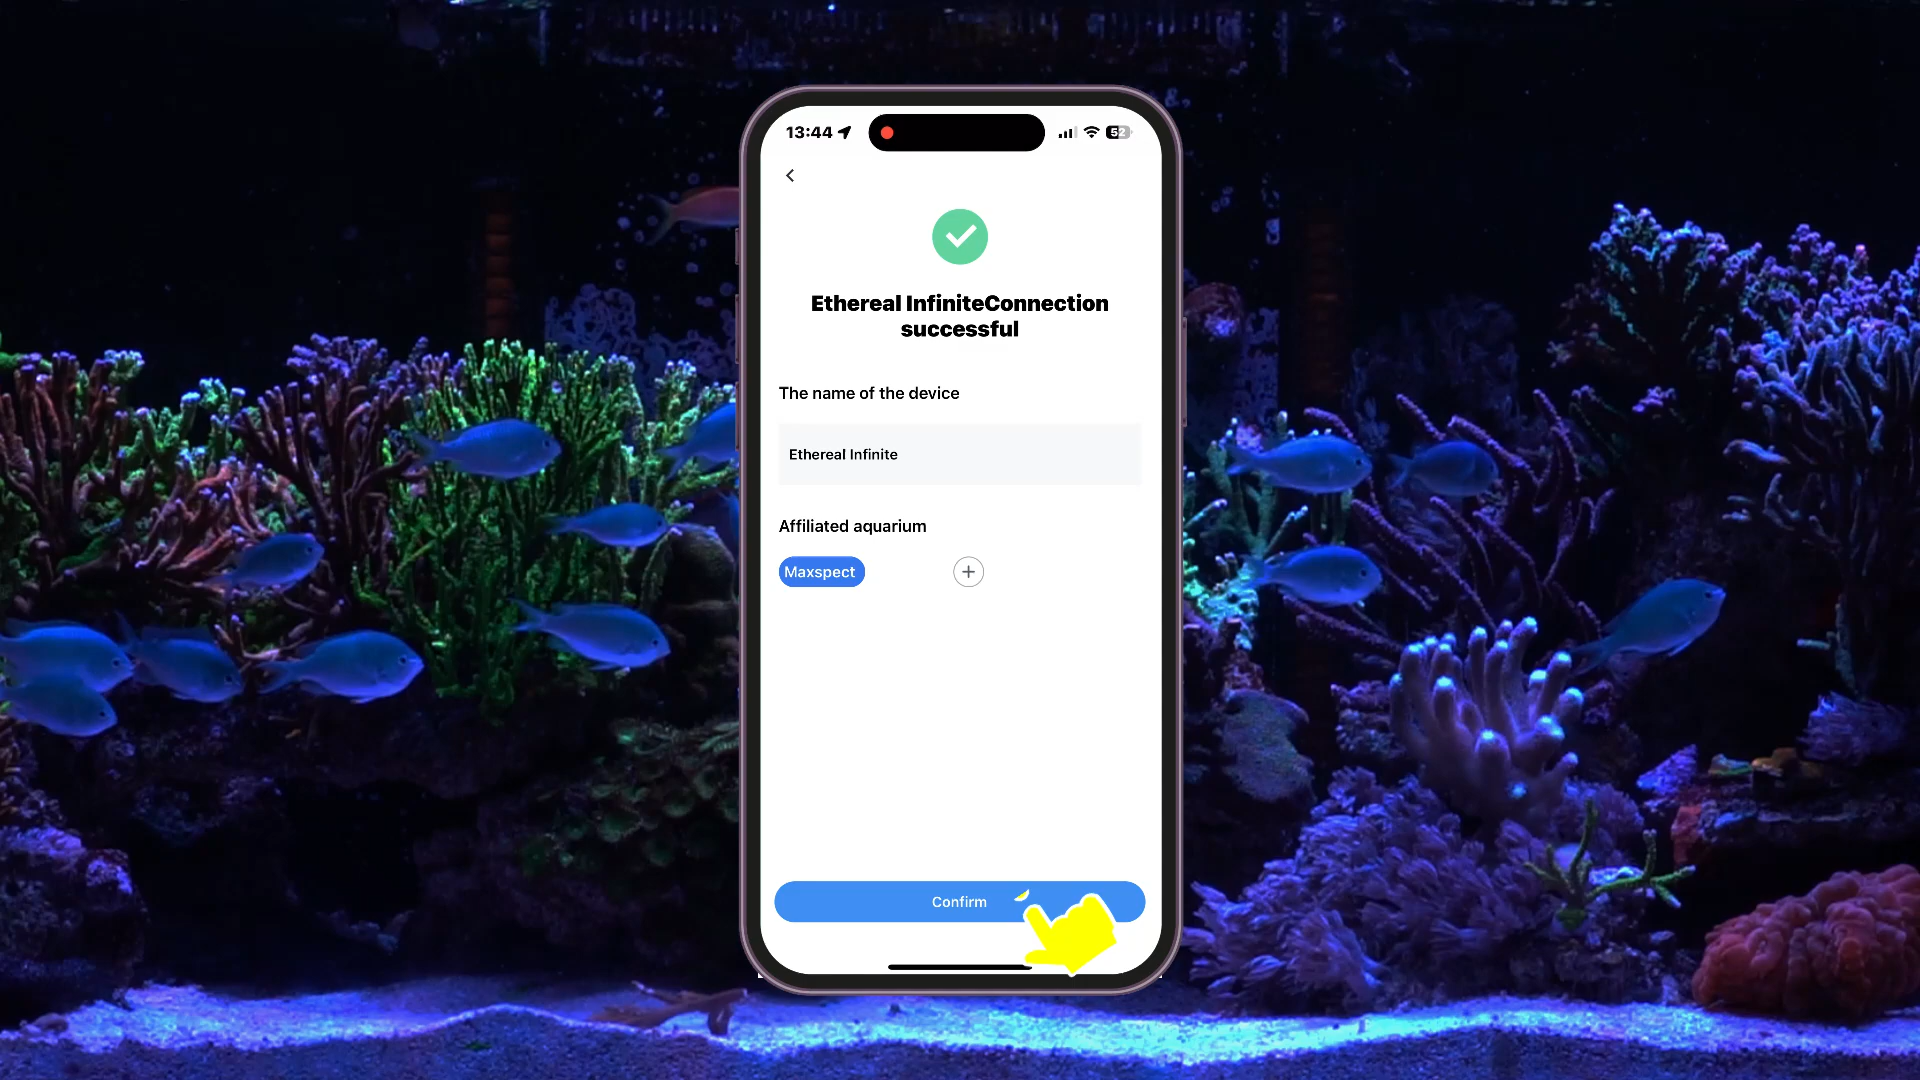 13:44
52
Ethereal InfiniteConnection
successful
The name of the device
Ethereal Infinite
Affiliated aquarium
Maxspect
Confirm